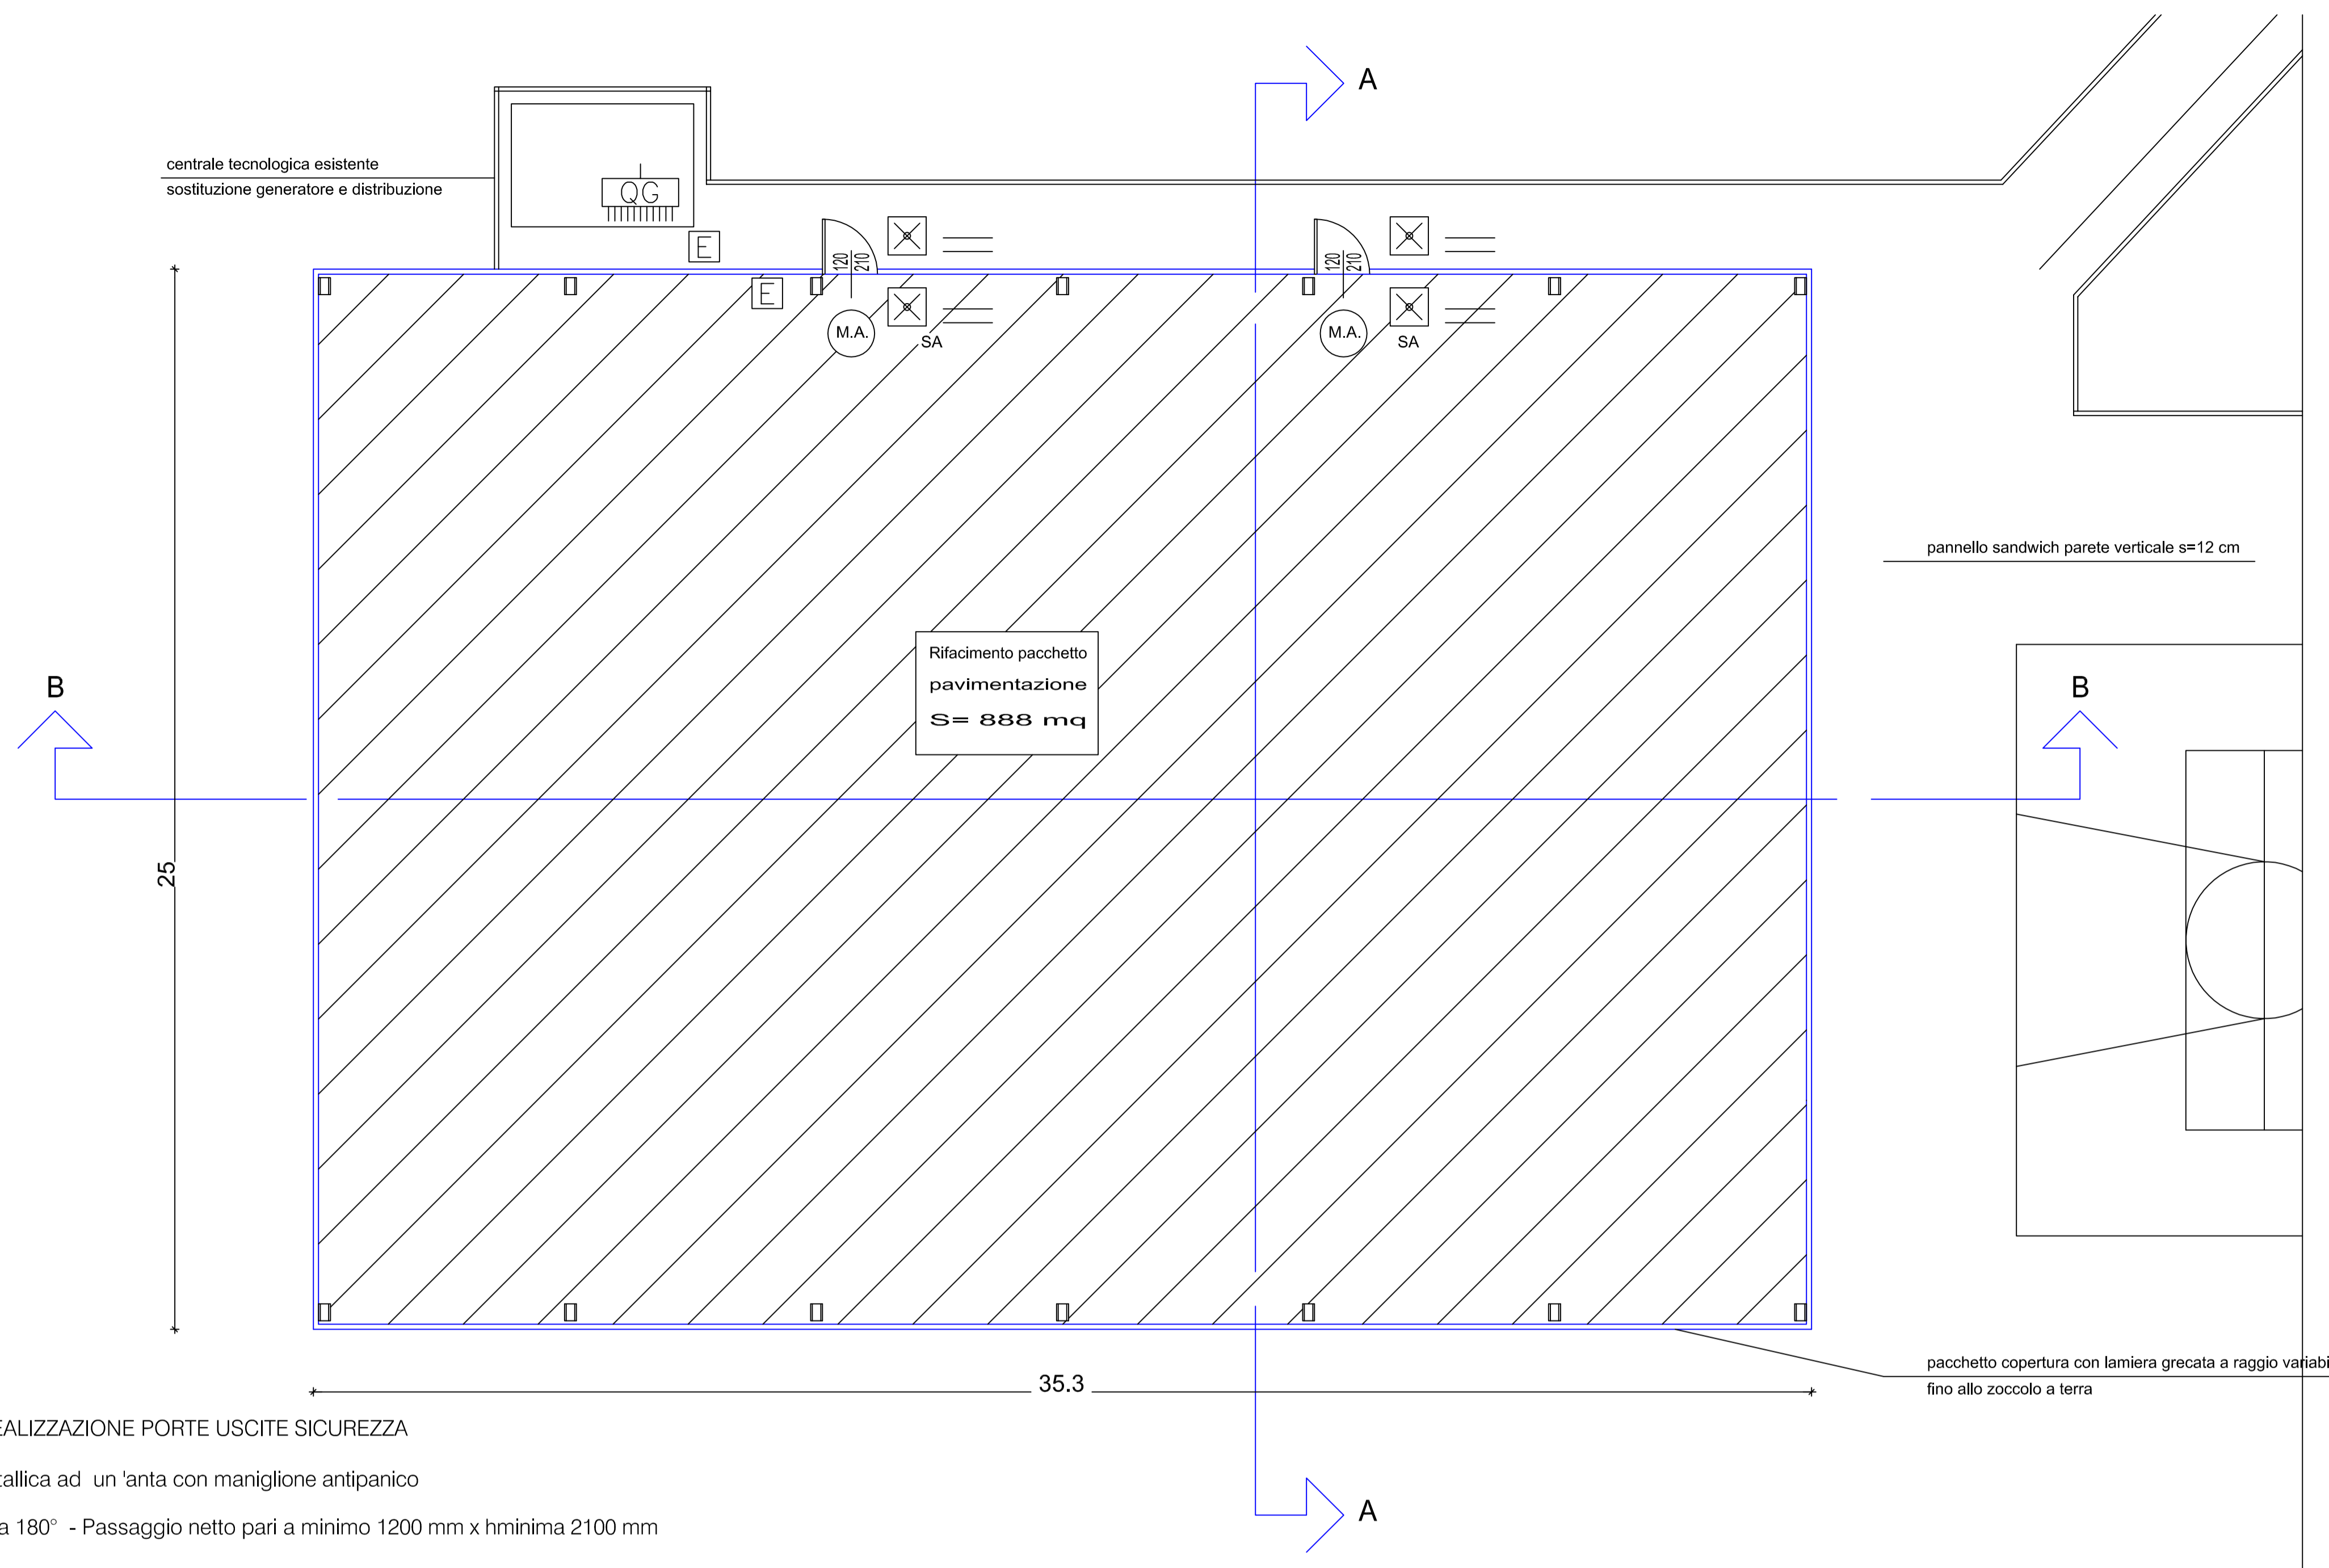 A
centrale tecnologica esistente
sostituzione generatore e distribuzione
QG
E
120
210
120
210
E
M.A.
SA
M.A.
SA
pannello sandwich parete verticale s=12 cm
Rifacimento pacchetto
pavimentazione
S= 888 mq
B
B
25
35.3
pacchetto copertura con lamiera grecata a raggio variabi
fino allo zoccolo a terra
EALIZZAZIONE PORTE USCITE SICUREZZA
tallica ad un 'anta con maniglione antipanico
a 180° - Passaggio netto pari a minimo 1200 mm x hminima 2100 mm
A